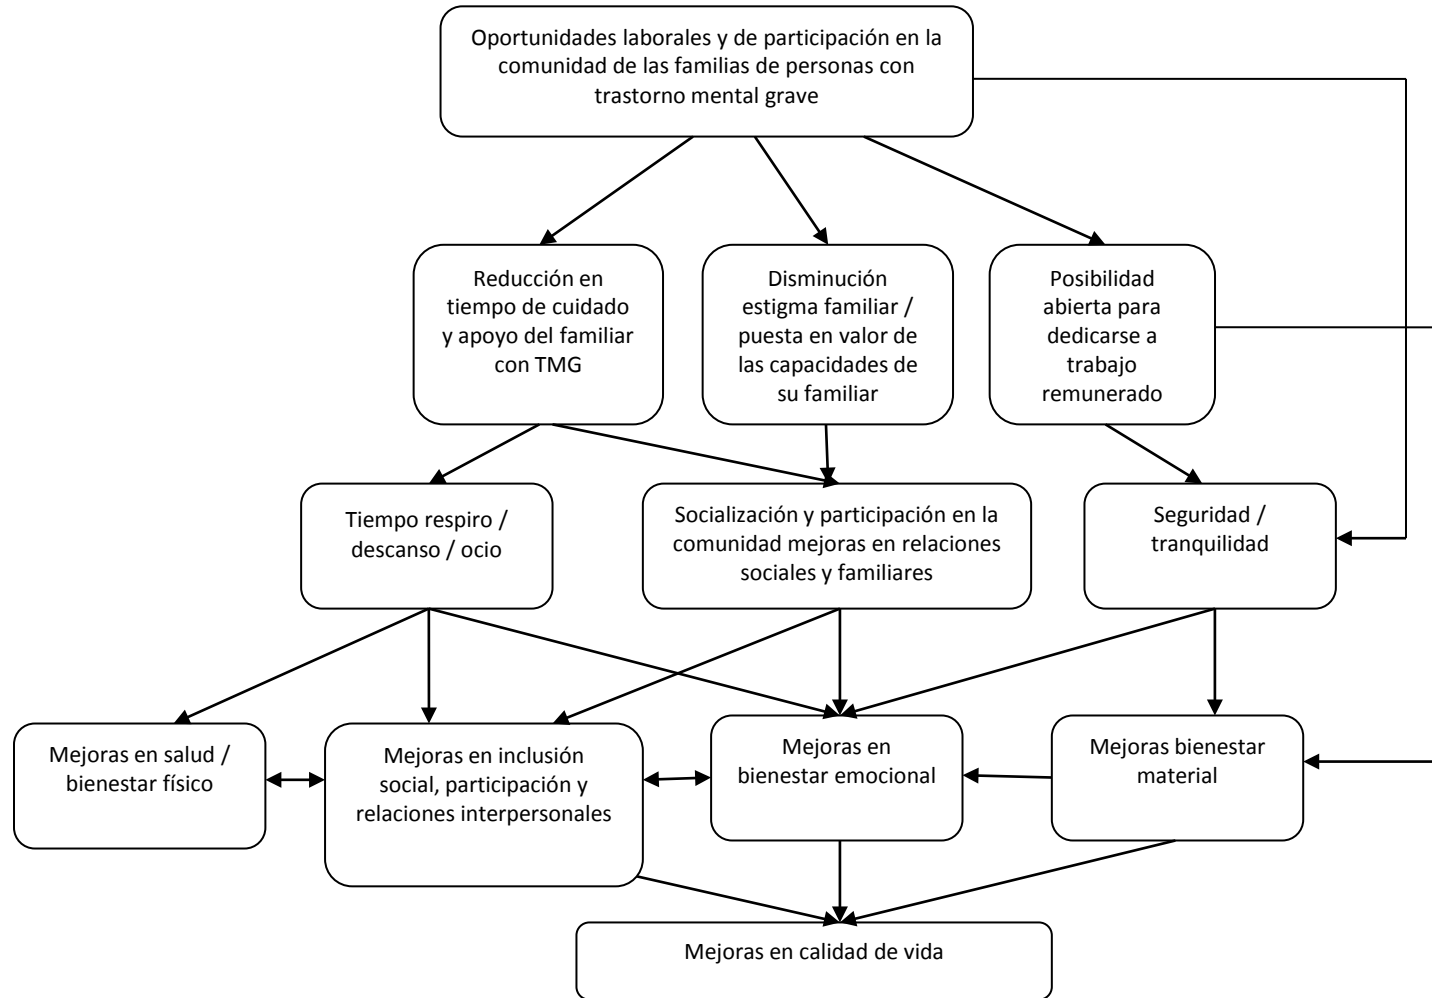 Oportunidades laborales y de participación en la
comunidad de las familias de personas con
trastorno mental grave
Reducción en
tiempo de cuidado
y apoyo del familiar
con TMG
Disminución
estigma familiar /
puesta en valor de
las capacidades de
su familiar
Posibilidad
abierta para
dedicarse a
trabajo
remunerado
Tiempo respiro /
descanso / ocio
Socialización y participación en la
comunidad mejoras en relaciones
sociales y familiares
Seguridad /
tranquilidad
Mejoras en salud /
bienestar físico
Mejoras en inclusión
social, participación y
relaciones interpersonales
Mejoras en
bienestar emocional
Mejoras bienestar
material
Mejoras en calidad de vida